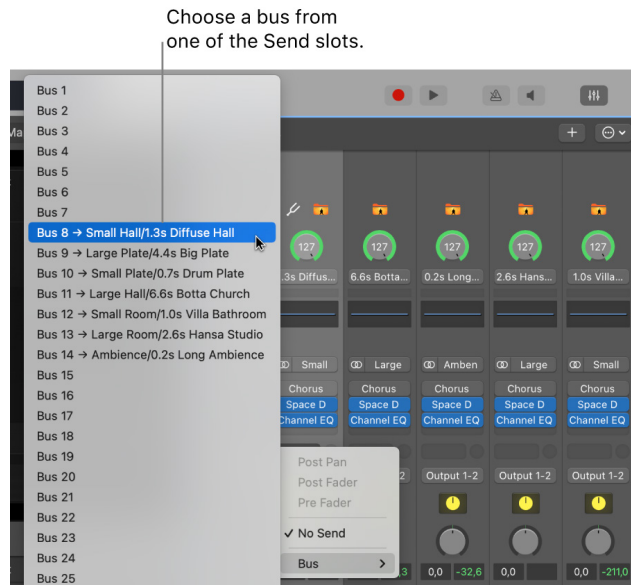 Choose a bus from
one of the Send slots.
Bus 1
Bus 2
Bus 3
Bus 4
Bus 5
Bus 6
Bus 7
Bus 8 → Small Hall/1.3s Diffuse Hall
Bus 9 → Large Plate/4.4s Big Plate
Bus 10 → Small Plate/0.7s Drum Plate
Bus 11 → Large Hall/6.6s Botta Church
Bus 12 → Small Room/1.0s Villa Bathroom
Bus 13 → Large Room/2.6s Hansa Studio
Bus 14 → Ambience/0.2s Long Ambience
Bus 15
Bus 16
Bus 17
Bus 18
Bus 19
Bus 20
Bus 21
Bus 22
Bus 23
Bus 24
Bus 25
127 127 127 127 127
.3s Diffus... 6.6s Botta... 0.2s Long... 2.6s Hans... 1.0s Villa...
Small Large Amben Large Small
Chorus Chorus Chorus Chorus Chorus
Space D Space D Space D Space D Space D
Channel EQ Channel EQ Channel EQ Channel EQ Channel EQ
Post Pan
Post Fader
Pre Fader
✓ No Send
Bus >
2 Output 1-2 Output 1-2 Output 1-2
,3 0,0 -32,6 0,0 0,0 -211,0